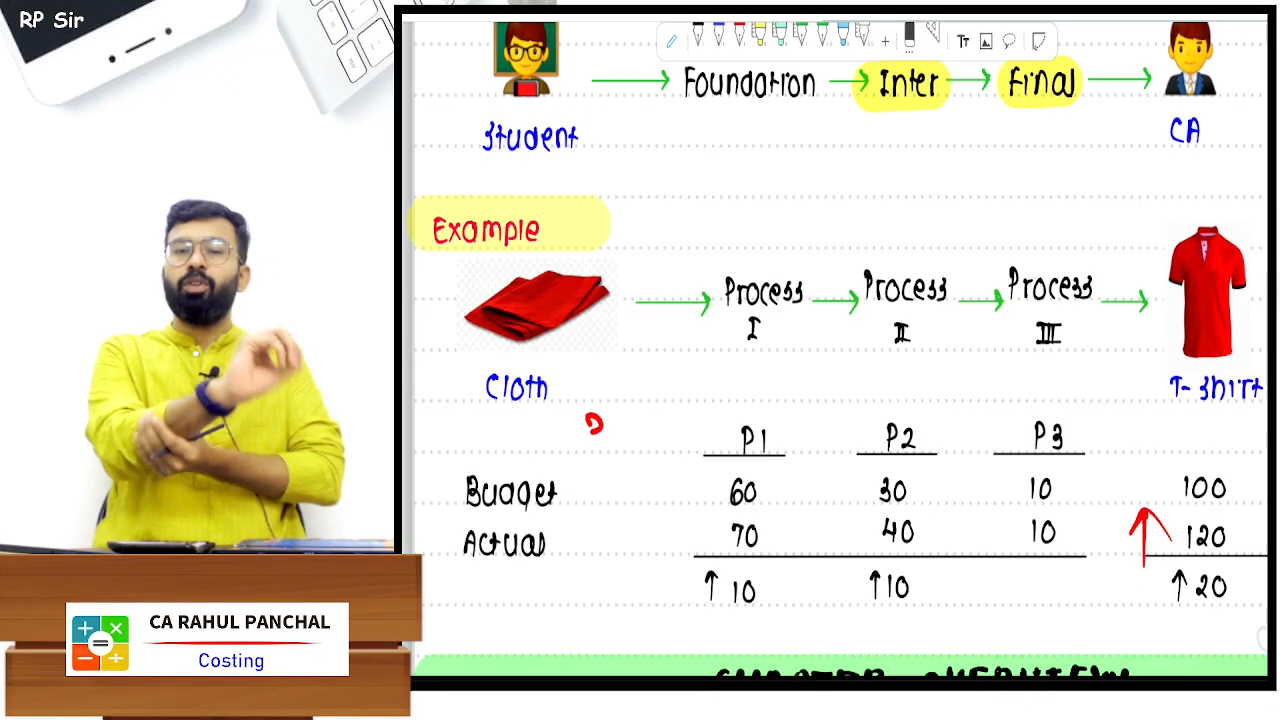 RP Sir
Foundation Inter Final
Student CA
Example
Process Process Process
I II III
Cloth T-Shirt
P1 P2 P3
Budget 60 30 10 100
Actual 70 40 10 120
↑ 10 ↑ 10 ↑ 20
CA RAHUL PANCHAL
Costing